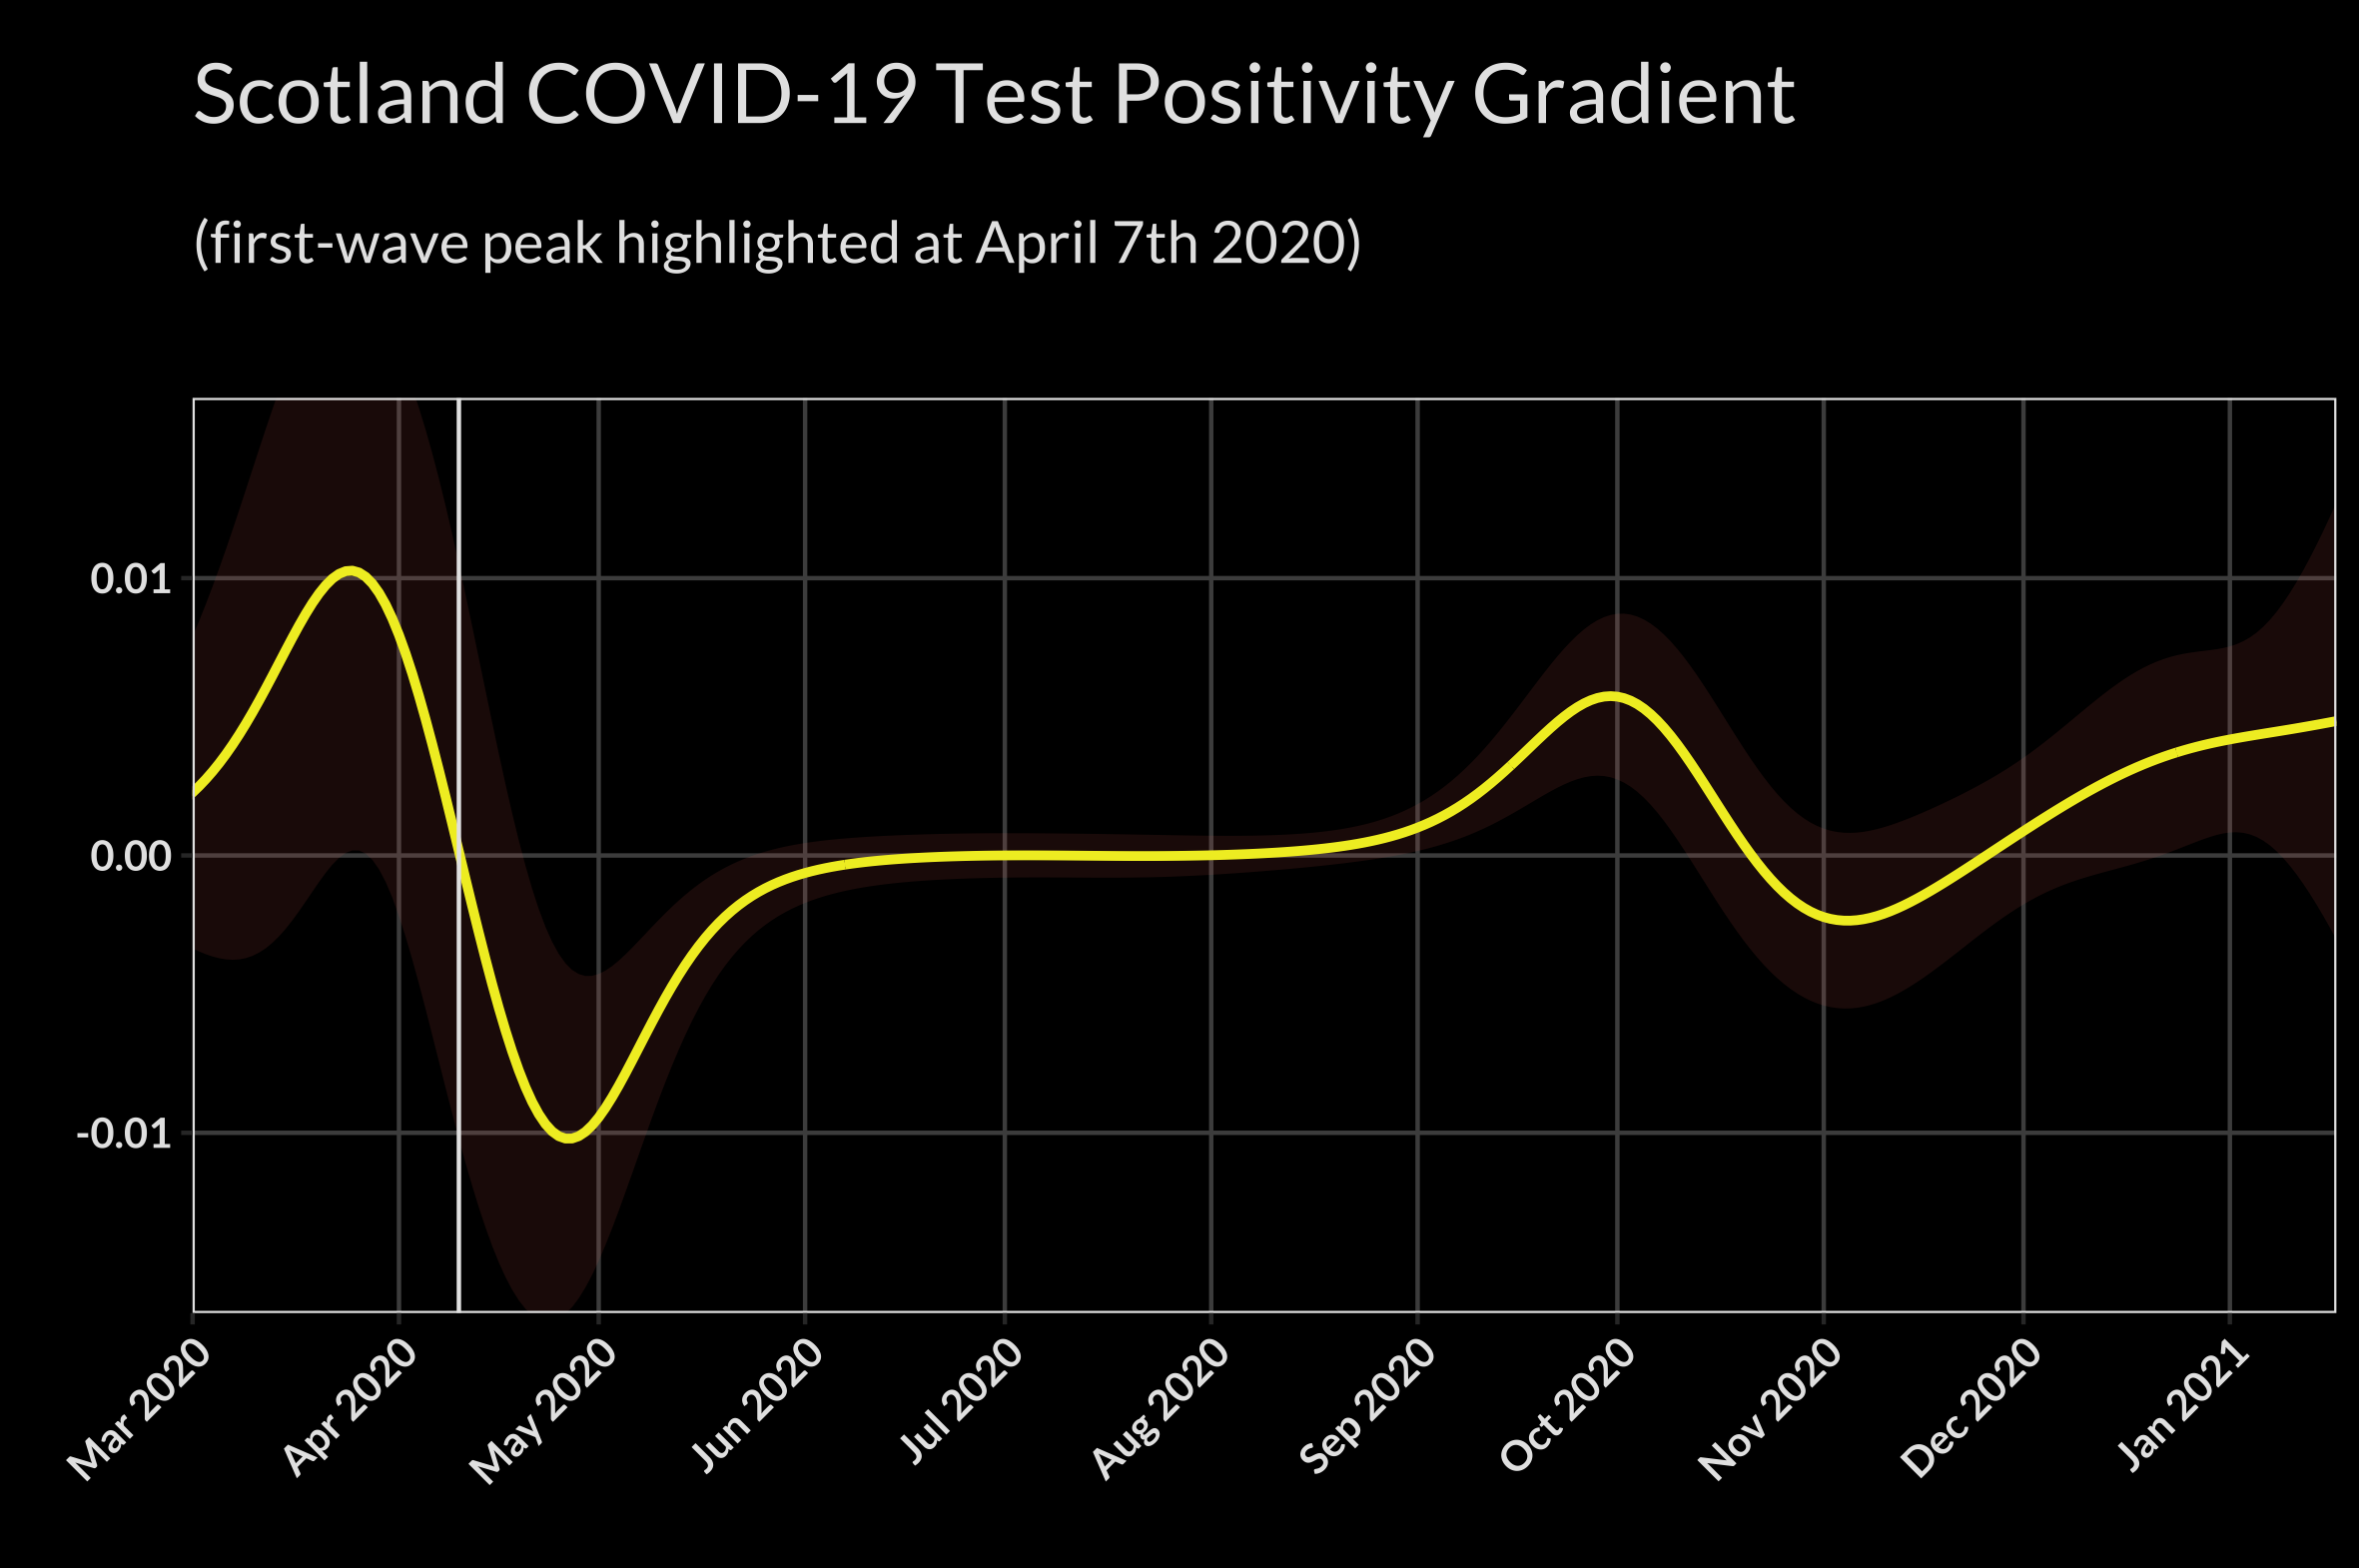 Scotland COVID-19 Test Positivity Gradient
(first-wave peak highlighted at April 7th 2020)
0.01
0.00
-0.01
Mar 2020
Apr 2020
May 2020
Jun 2020
Jul 2020
Aug 2020
Sep 2020
Oct 2020
Nov 2020
Dec 2020
Jan 2021